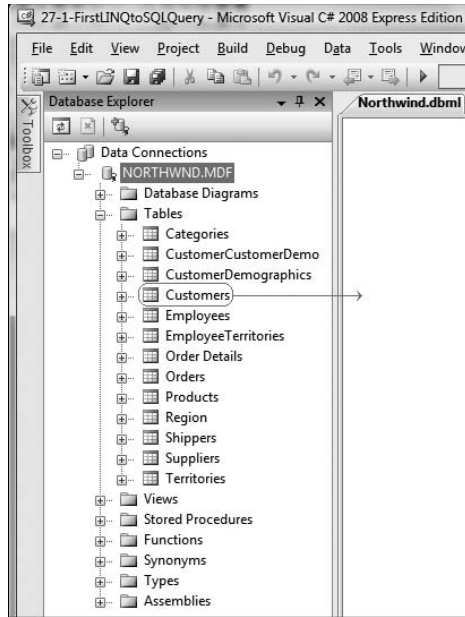 27-1-FirstLINQtoSQLQuery - Microsoft Visual C# 2008 Express Edition
File Edit View Project Build Debug Data Tools Window
Database Explorer
Northwind.dbml
Toolbox
Data Connections
NORTHWND.MDF
Database Diagrams
Tables
Categories
CustomerCustomerDemo
CustomerDemographics
Customers
Employees
EmployeeTerritories
Order Details
Orders
Products
Region
Shippers
Suppliers
Territories
Views
Stored Procedures
Functions
Synonyms
Types
Assemblies